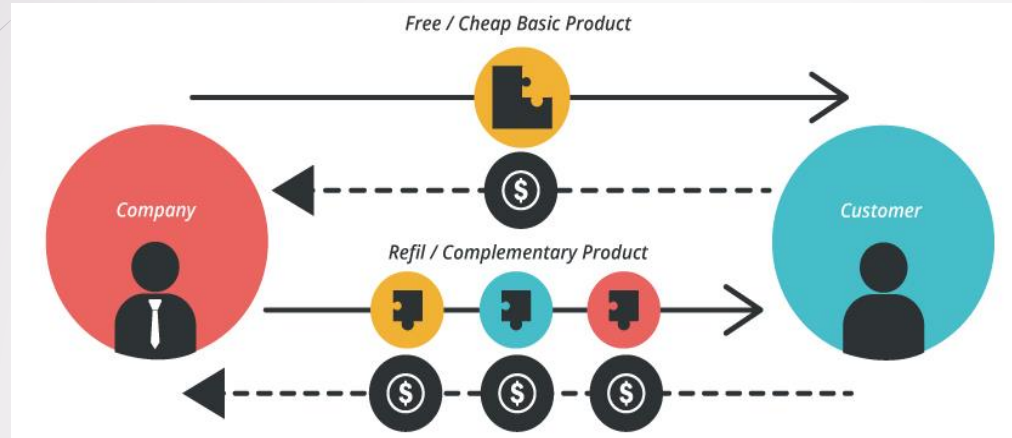 Free / Cheap Basic Product
$
Company
Customer
Refil / Complementary Product
$ $ $